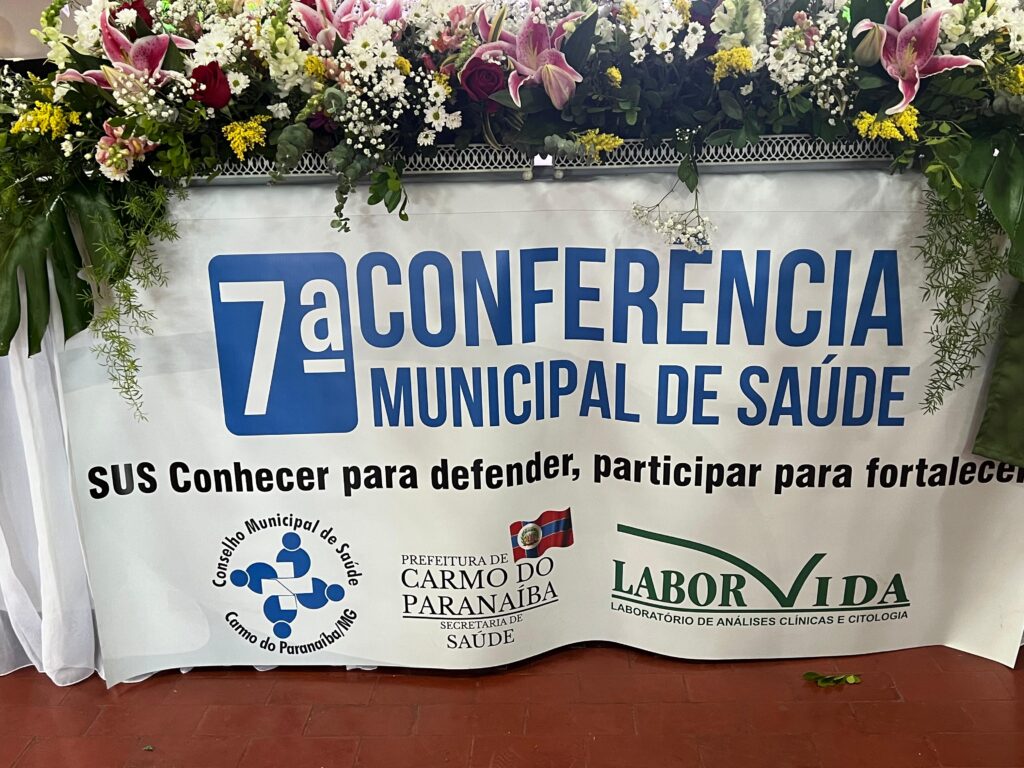 7ª CONFERÊNCIA
MUNICIPAL DE SAÚDE
SUS Conhecer para defender, participar para fortalecer
Conselho Municipal de Saúde
Carmo do Paranaíba/MG
PREFEITURA DE
CARMO DO
PARANAÍBA
SECRETARIA DE
SAÚDE
LABORVIDA
LABORATÓRIO DE ANÁLISES CLÍNICAS E CITOLOGIA